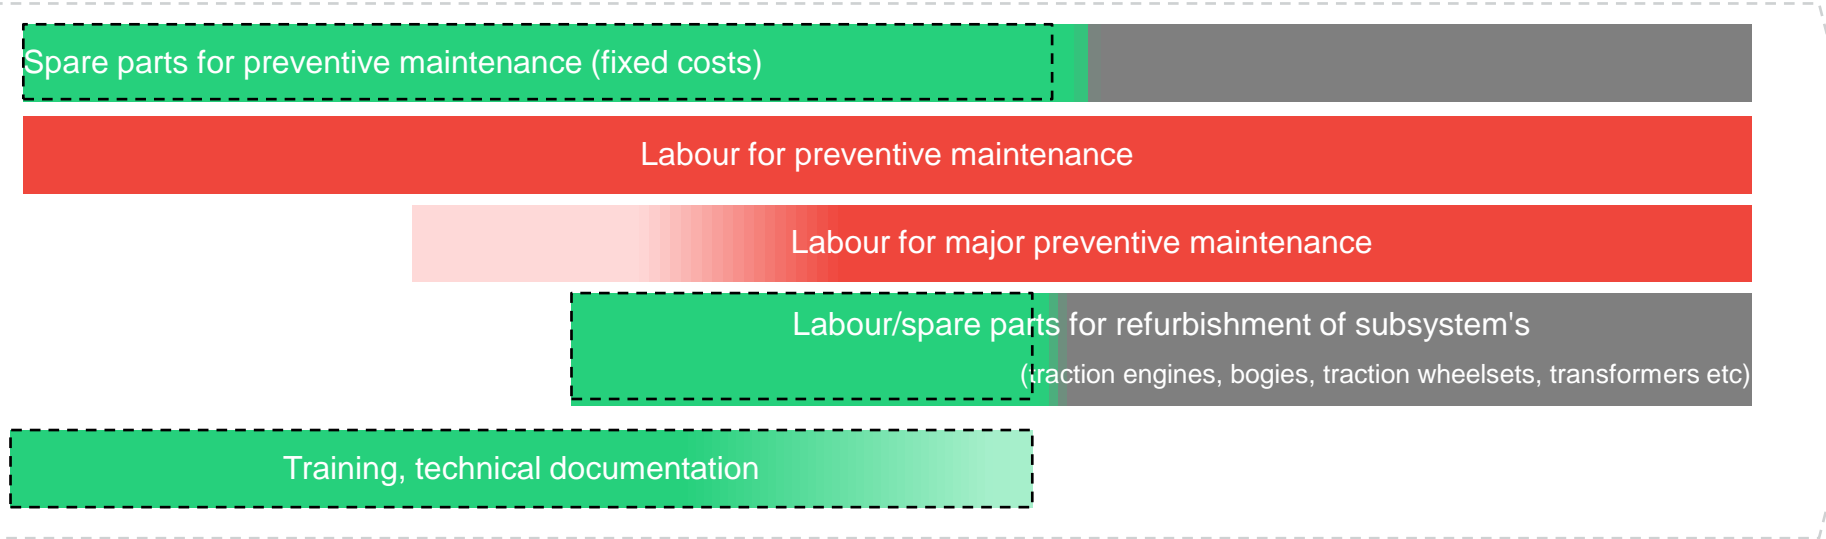 Spare parts for preventive maintenance (fixed costs)
Labour for preventive maintenance
Labour for major preventive maintenance
Labour/spare parts for refurbishment of subsystem's
(traction engines, bogies, traction wheelsets, transformers etc)
Training, technical documentation